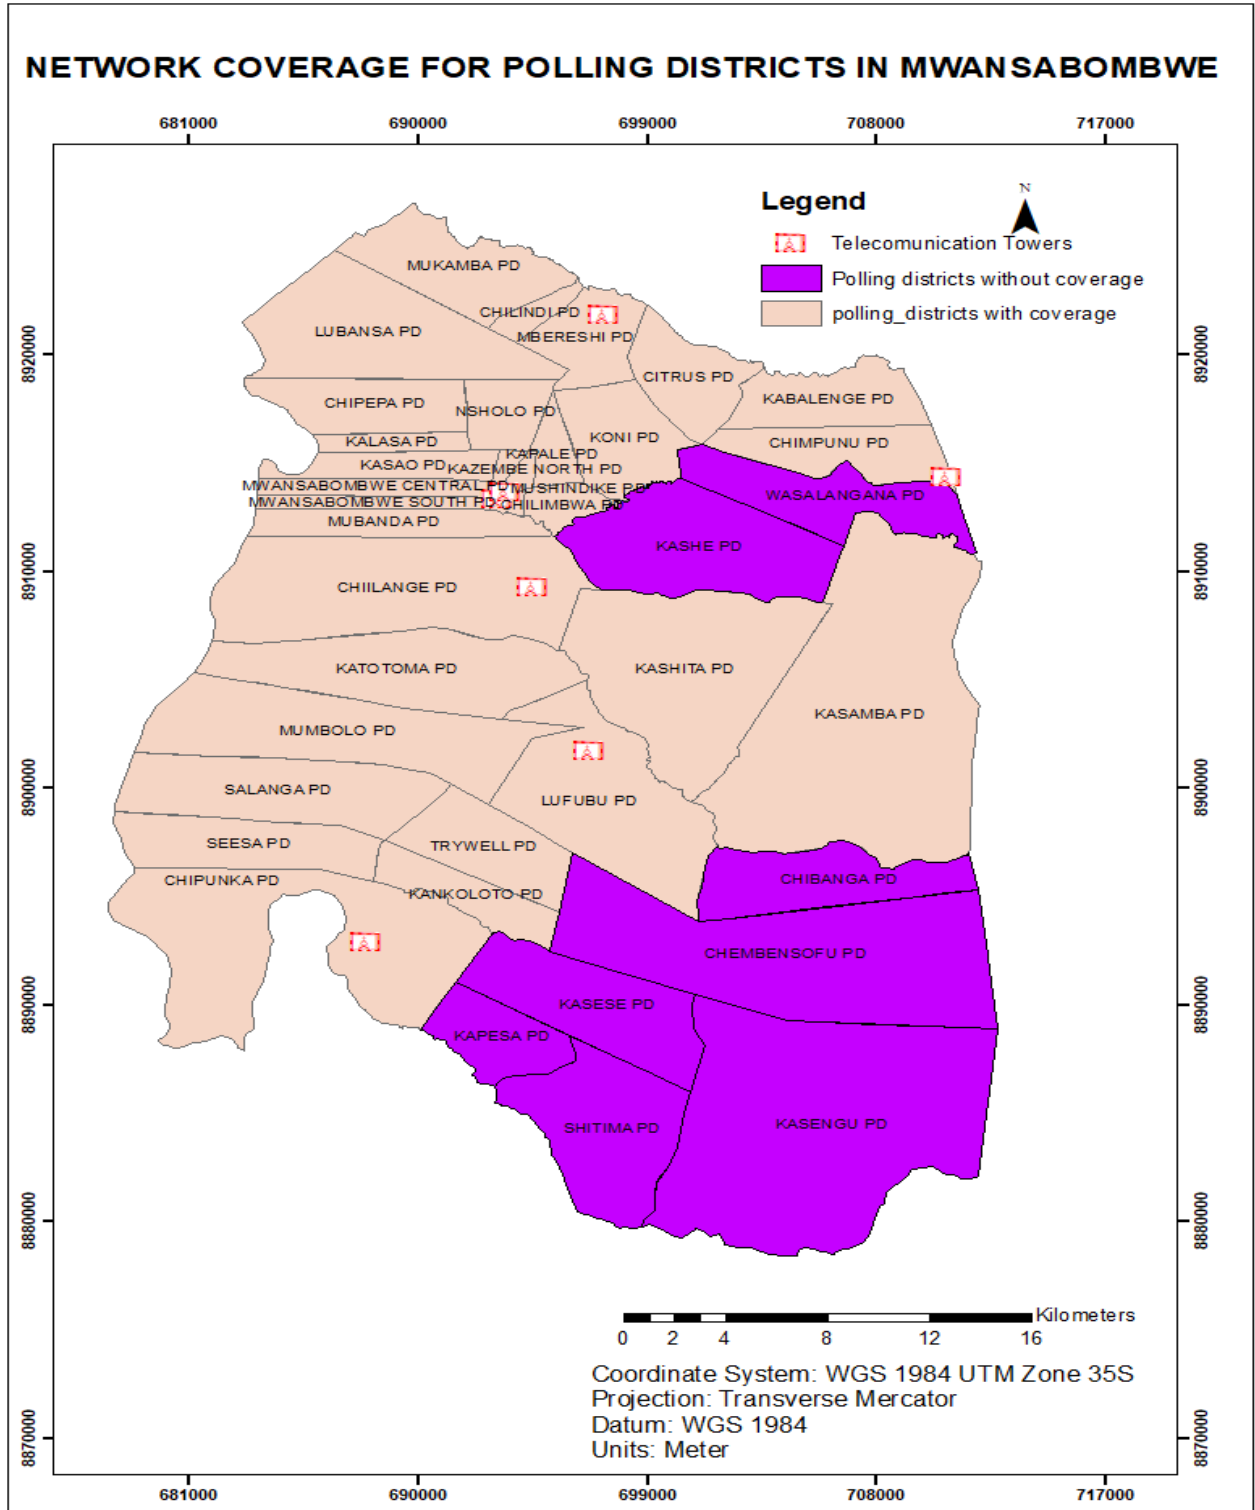 NETWORK COVERAGE FOR POLLING DISTRICTS IN MWANSABOMBWE
681000 690000 699000 708000 717000
Legend
N
Telecomunication Towers
Polling districts without coverage
polling_districts with coverage
MUKAMBA PD
CHILINDI PD
LUBANSA PD
MBERESHI PD
8920000
8920000
CITRUS PD
KABALENGE PD
CHIPEPA PD
NSHOLO PD
KONI PD
KALASA PD
CHIMPUNU PD
KAPALE PD
KASAO PD
KAZEMBE NORTH PD
MWANSABOMBWE CENTRAL PD
MUSHINDIKE PD
WASALANGANA PD
MWANSABOMBWE SOUTH PD
CHILIMBWA PD
MUBANDA PD
KASHE PD
8910000
8910000
CHIILANGE PD
KATOTOMA PD
KASHITA PD
KASAMBA PD
MUMBOLO PD
8900000
8900000
SALANGA PD
LUFUBU PD
SEESA PD
TRYWELL PD
CHIPUNKA PD
CHIBANGA PD
KANKOLOTO PD
CHEMBENSOFU PD
8890000
8890000
KASESE PD
KAPESA PD
SHITIMA PD
KASENGU PD
8880000
8880000
Kilometers
0 2 4 8 12 16
Coordinate System: WGS 1984 UTM Zone 35S
Projection: Transverse Mercator
Datum: WGS 1984
Units: Meter
8870000
8870000
681000 690000 699000 708000 717000